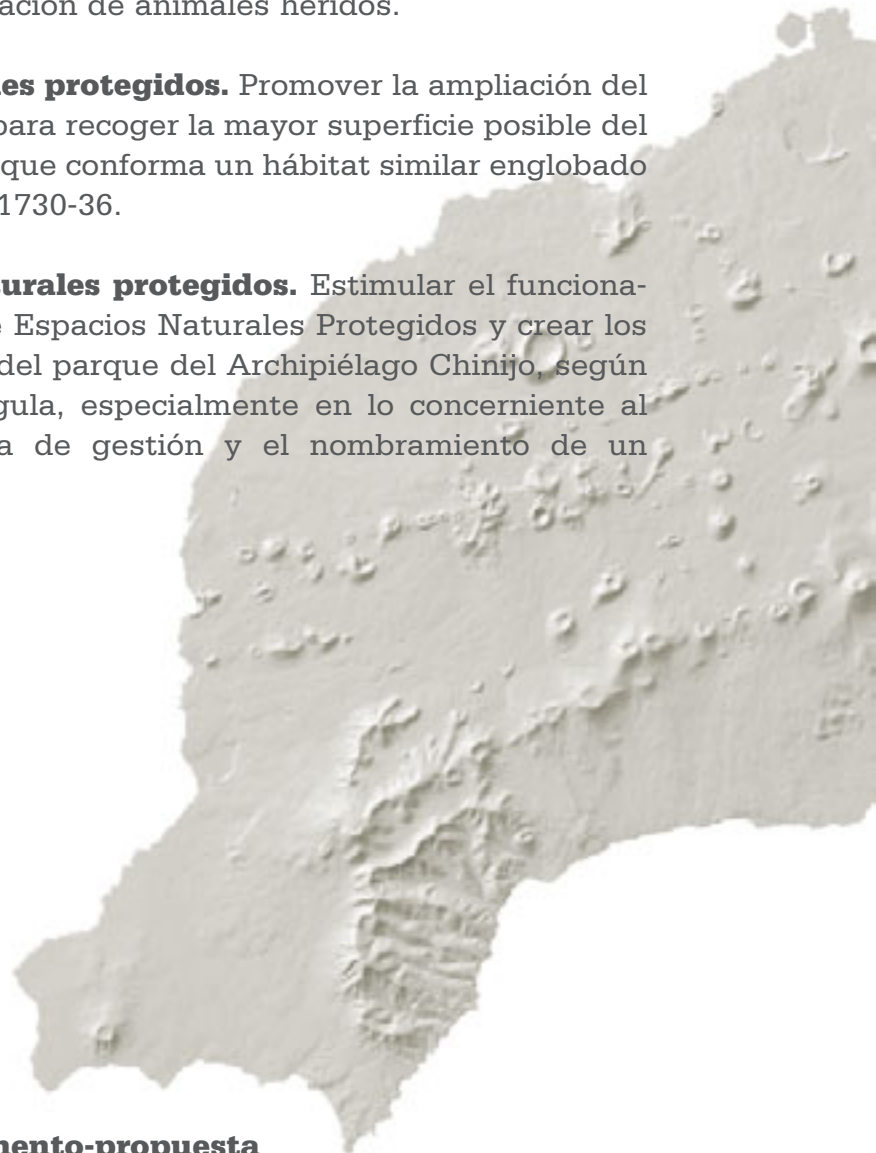 ación de animales heridos.
es protegidos. Promover la ampliación del
para recoger la mayor superficie posible del
que conforma un hábitat similar englobado
1730-36.
urales protegidos. Estimular el funciona-
e Espacios Naturales Protegidos y crear los
del parque del Archipiélago Chinijo, según
gula, especialmente en lo concerniente al
a de gestión y el nombramiento de un
mento-propuesta